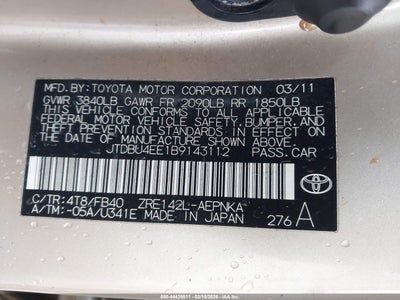 MFD.BY:TOYOTA MOTOR CORPORATION 03/11
GVWR 3840LB GAWR FR 2090LB RR 1850LB
THIS VEHICLE CONFORMS TO ALL APPLICABLE
FEDERAL MOTOR VEHICLE SAFETY, BUMPER, AND
THEFT PREVENTION STANDARDS IN EFFECT ON
THE DATE OF MANUFACTURE SHOWN ABOVE.
JTDBU4EE1B9143112 PASS.CAR
C/TR:4T8/FB40 ZRE142L-AEPNKA
A/TM:-05A/U341E MADE IN JAPAN 276 A
TOYOTA